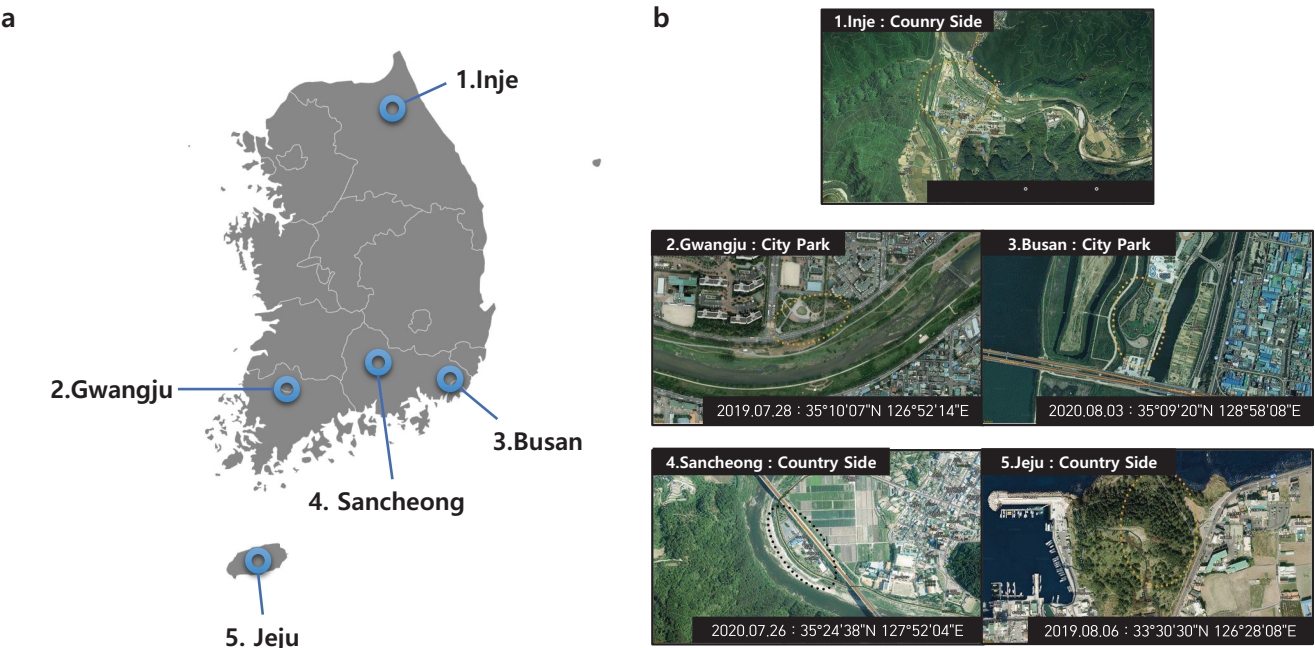 a
1.Inje
2.Gwangju
3.Busan
4. Sancheong
5. Jeju
b
1.Inje : Counry Side
2.Gwangju : City Park
2019.07.28 : 35°10'07"N 126°52'14"E
3.Busan : City Park
2020.08.03 : 35°09'20"N 128°58'08"E
4.Sancheong : Country Side
2020.07.26 : 35°24'38"N 127°52'04"E
5.Jeju : Country Side
2019.08.06 : 33°30'30"N 126°28'08"E